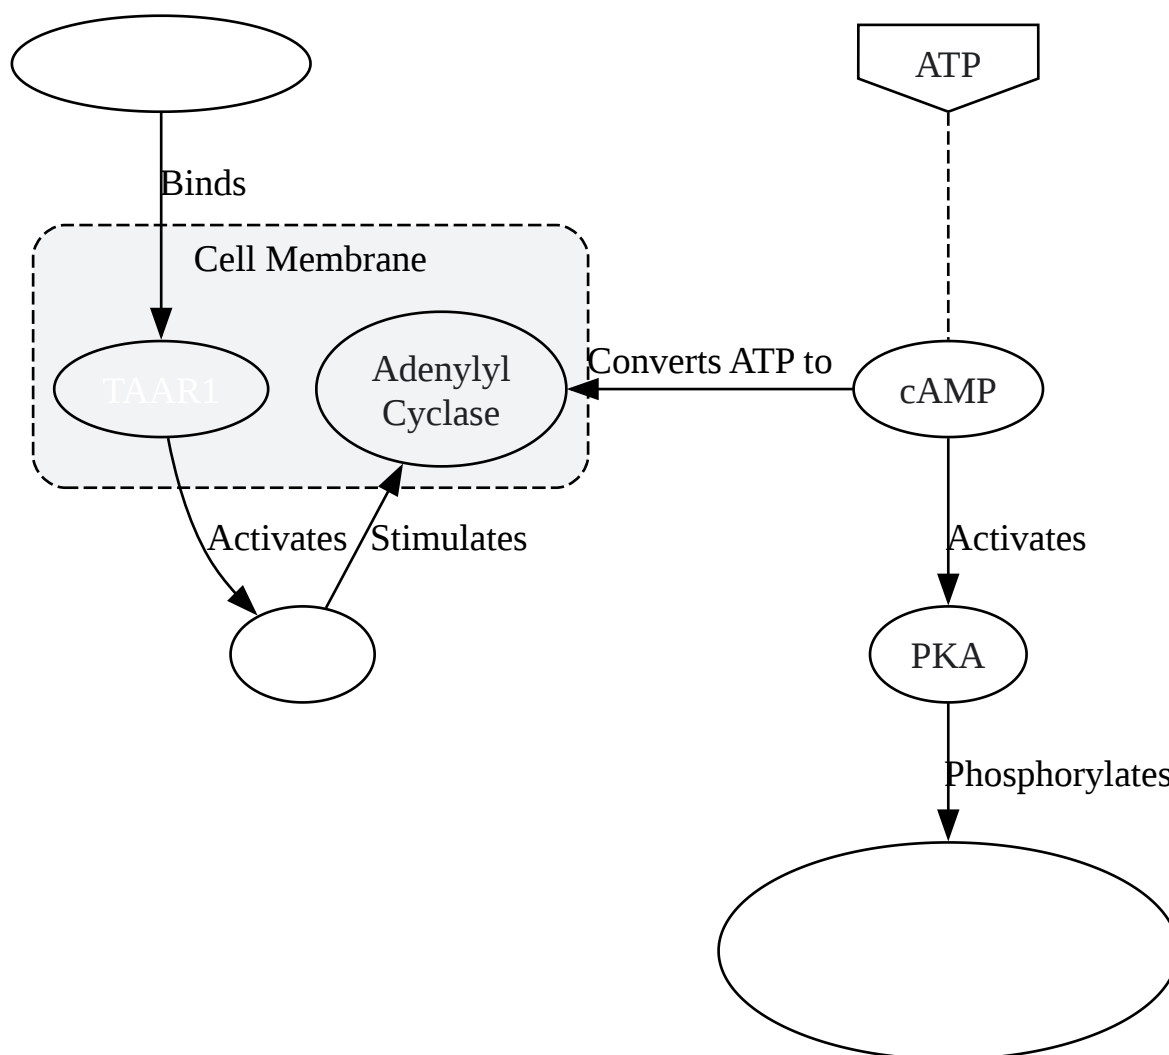 ATP
Binds
Cell Membrane
TAAR1
Adenylyl
Cyclase
Converts ATP to
cAMP
Activates
Stimulates
Activates
PKA
Phosphorylates